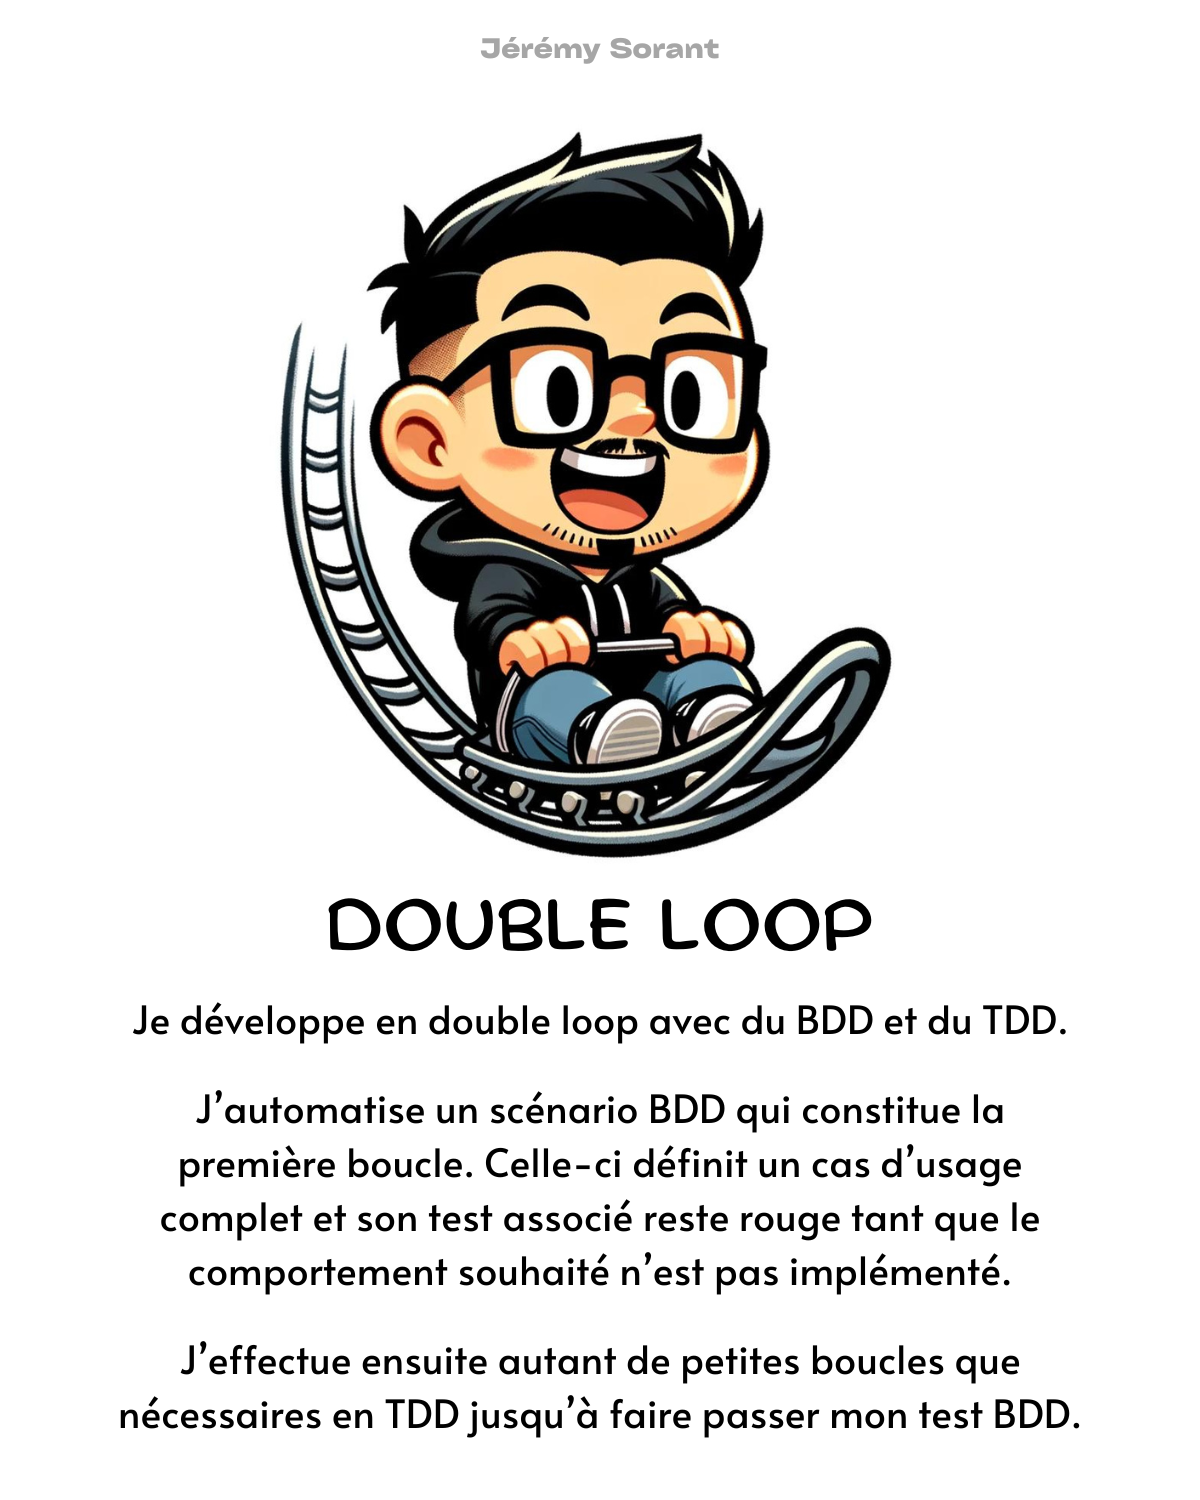 Jérémy Sorant
DOUBLE LOOP
Je développe en double loop avec du BDD et du TDD.
J’automatise un scénario BDD qui constitue la
première boucle. Celle-ci définit un cas d’usage
complet et son test associé reste rouge tant que le
comportement souhaité n’est pas implémenté.
J’effectue ensuite autant de petites boucles que
nécessaires en TDD jusqu’à faire passer mon test BDD.